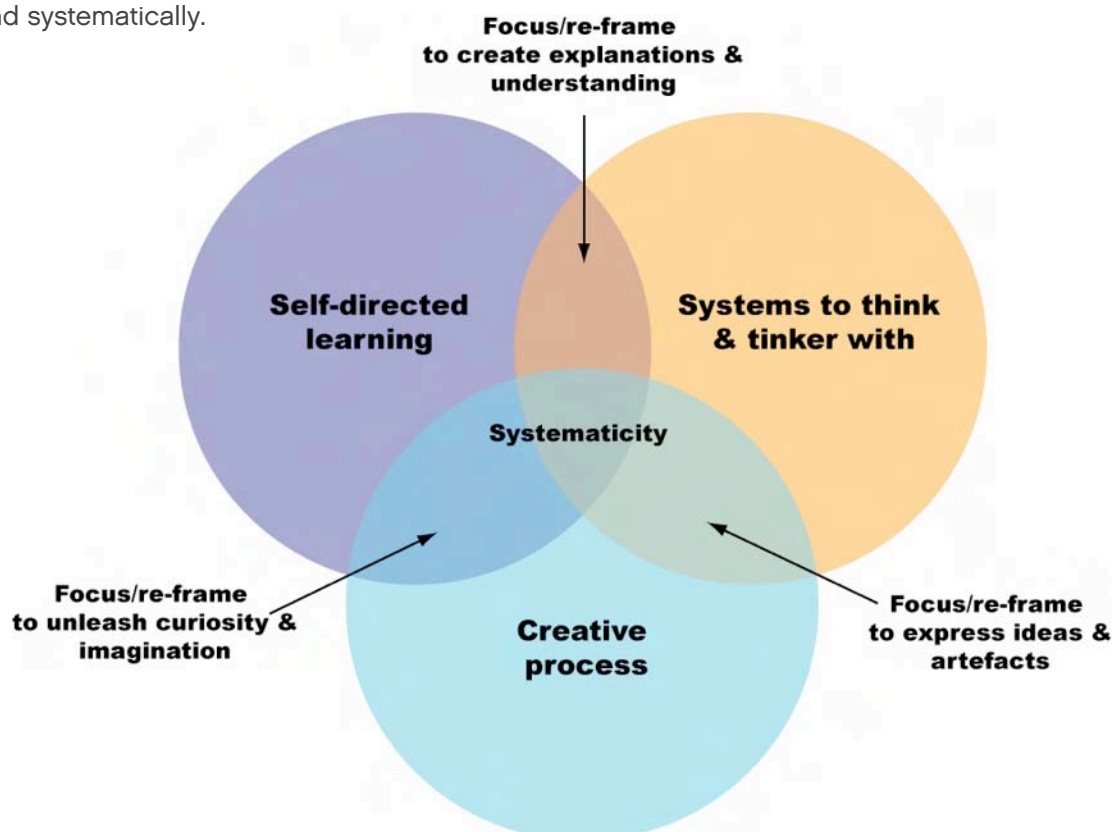 nd systematically.
Focus/re-frame
to create explanations &
understanding
Self-directed
learning
Systems to think
& tinker with
Systematicity
Focus/re-frame
to unleash curiosity &
imagination
Creative
process
Focus/re-frame
to express ideas &
artefacts